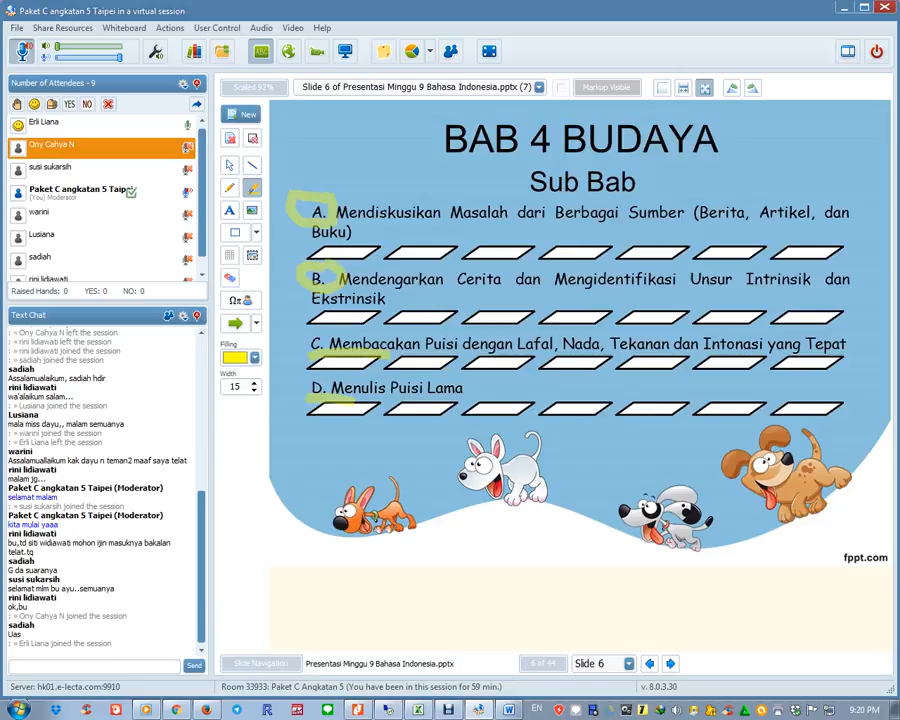 Paket C angkatan 5 Taipei in a virtual session
File Share Resources Whiteboard Actions User Control Audio Video Help
Number of Attendees - 9
YES NO
Erli Liana
Ony Cahya N
susi sukarsih
Paket C angkatan 5 Taipei
(You) Moderator
warini
Lusiana
sadiah
rini lidiawati
Raised Hands: 0 YES: 0 NO: 0
Text Chat
: » Ony Cahya N left the session
: » rini lidiawati left the session
: » rini lidiawati joined the session
: » sadiah joined the session
sadiah
Assalamualaikum, sadiah hdir
rini lidiawati
wa'alaikum salam...
: » Lusiana joined the session
Lusiana
mala miss dayu,, malam semuanya
: » warini joined the session
: » Erli Liana left the session
warini
Assalamuallaikum kak dayu n teman2 maaf saya telat
rini lidiawati
malam jg...
Paket C angkatan 5 Taipei (Moderator)
selamat malam
: » susi sukarsih joined the session
Paket C angkatan 5 Taipei (Moderator)
kita mulai yaaa
rini lidiawati
bu,td siti widiawati mohon ijin masuknya bakalan
telat.tq
sadiah
G da suaranya
susi sukarsih
selamat mlm bu ayu..semuanya
rini lidiawati
ok,bu
: » Ony Cahya N joined the session
sadiah
Uas
: » Erli Liana joined the session
Send
Scaled 92% Slide 6 of Presentasi Minggu 9 Bahasa Indonesia.pptx (7) Markup Visible
New
A
Filling
Width
15
BAB 4 BUDAYA
Sub Bab
A. Mendiskusikan Masalah dari Berbagai Sumber (Berita, Artikel, dan
Buku)
B. Mendengarkan Cerita dan Mengidentifikasi Unsur Intrinsik dan
Ekstrinsik
C. Membacakan Puisi dengan Lafal, Nada, Tekanan dan Intonasi yang Tepat
D. Menulis Puisi Lama
fppt.com
Slide Navigation Presentasi Minggu 9 Bahasa Indonesia.pptx 6 of 44 Slide 6
Server: hk01.e-lecta.com:9910 Room 33933: Paket C Angkatan 5 (You have been in this session for 59 min.) v. 8.0.3.30
EN 9:20 PM